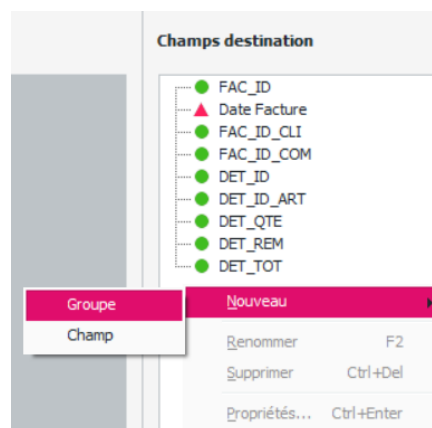 Champs destination
FAC_ID
Date Facture
FAC_ID_CLI
FAC_ID_COM
DET_ID
DET_ID_ART
DET_QTE
DET_REM
DET_TOT
Groupe
Champ
Nouveau
Renommer F2
Supprimer Ctrl+Del
Propriétés... Ctrl+Enter